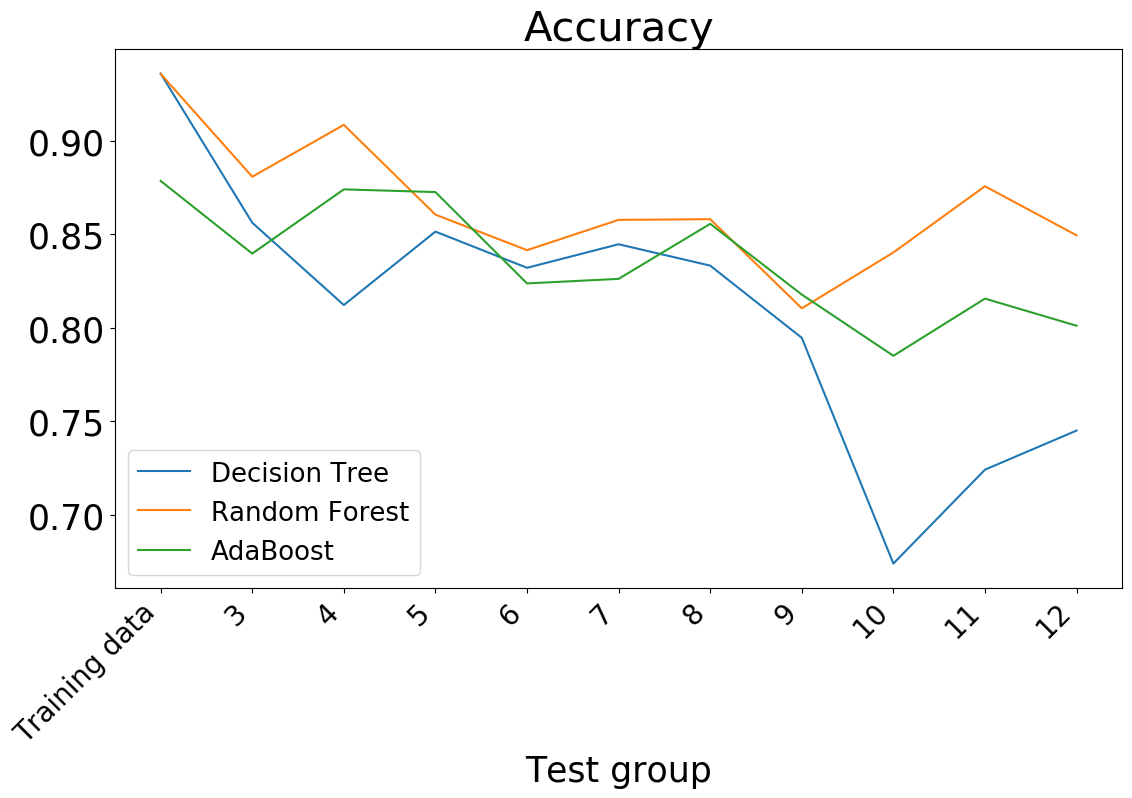 Accuracy
0.90
0.85
0.80
0.75
0.70
Decision Tree
Random Forest
AdaBoost
Training data
3
4
5
6
7
8
9
10
11
12
Test group